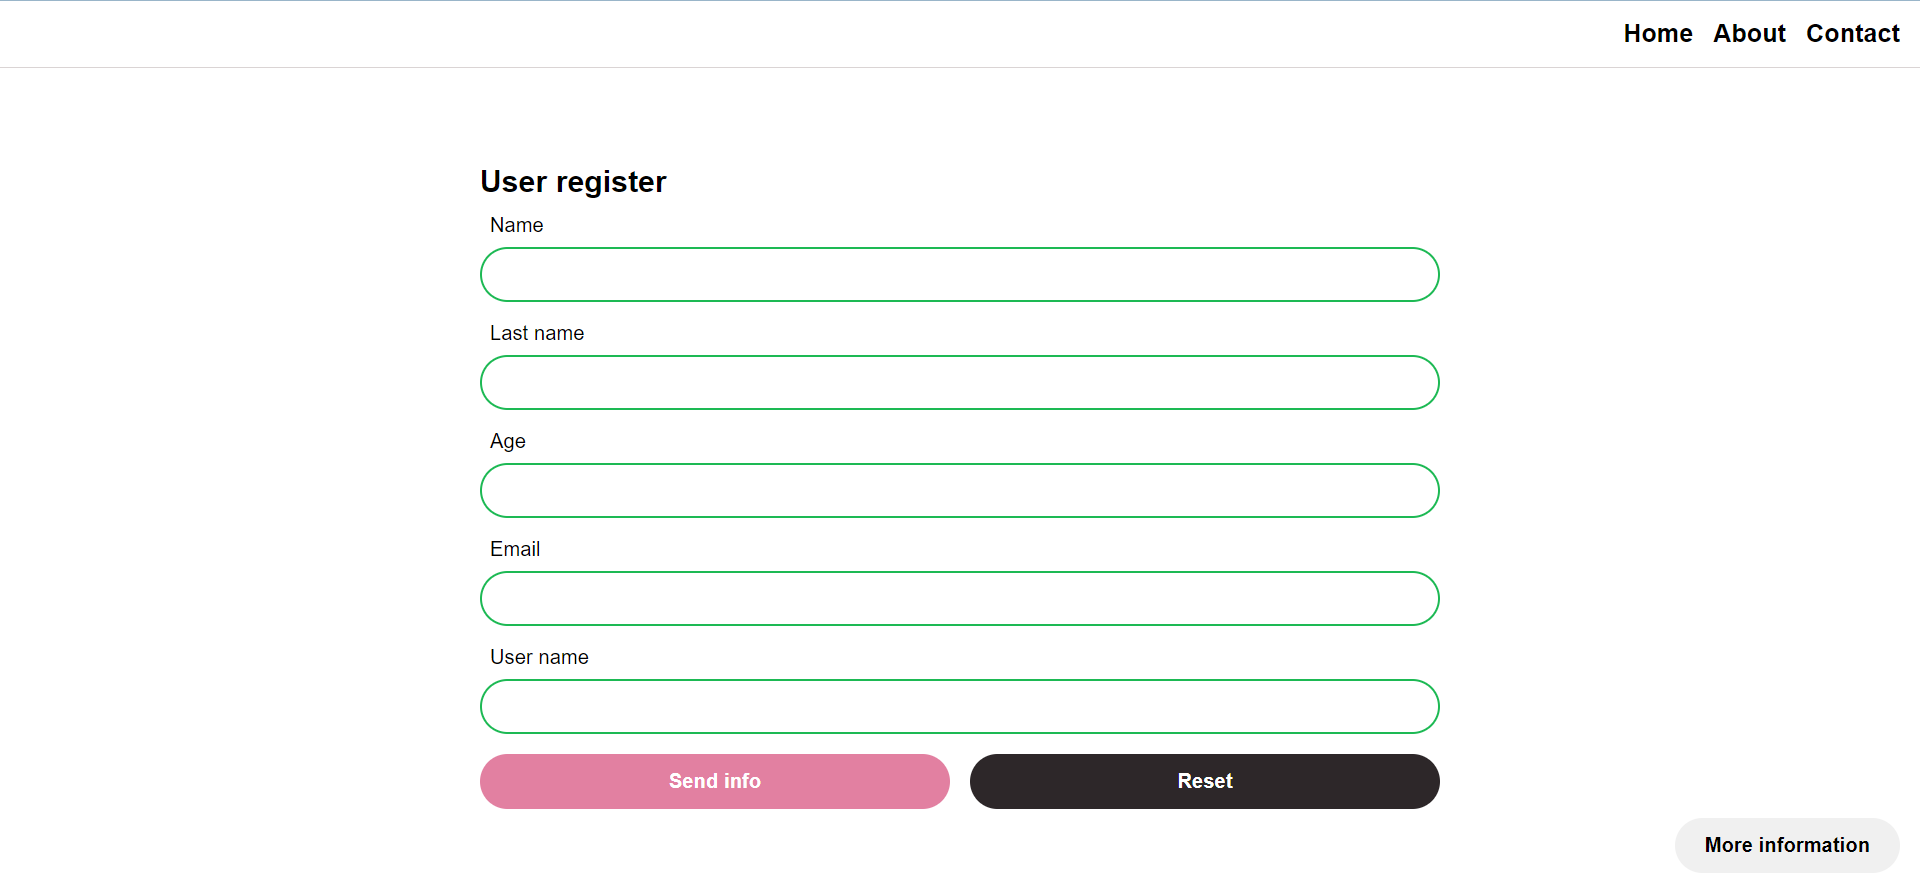 Home About Contact
User register
Name
Last name
Age
Email
User name
Send info Reset
More information